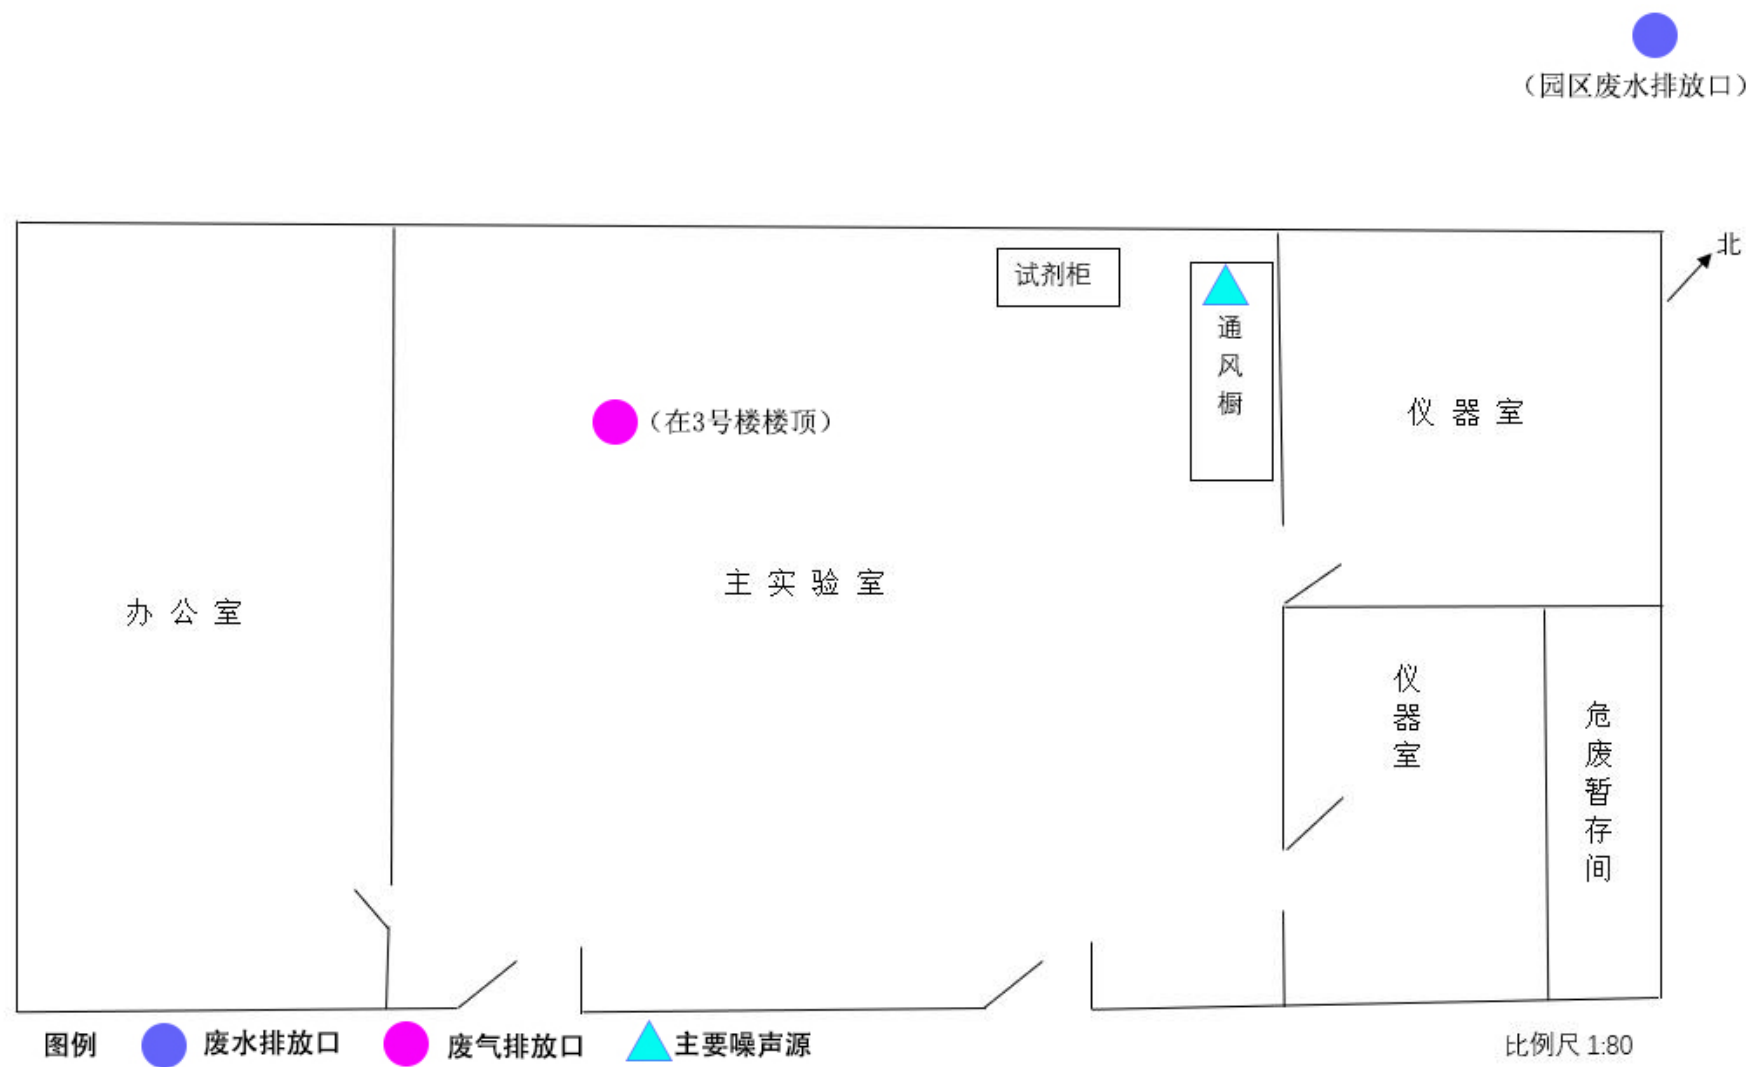 （园区废水排放口）
北
试剂柜
通风橱
仪器室
（在3号楼楼顶）
主实验室
办公室
仪器室
危废暂存间
图例
废水排放口
废气排放口
主要噪声源
比例尺 1:80